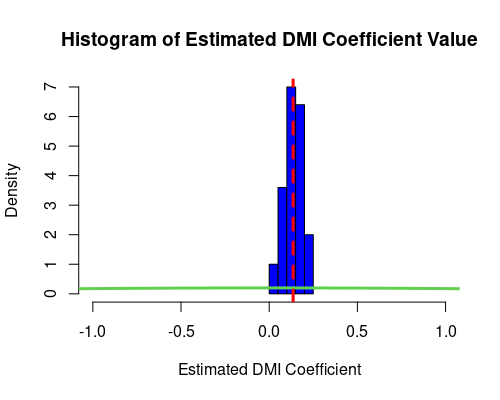 Histogram of Estimated DMI Coefficient Value
Density
7
6
5
4
3
2
1
0
-1.0 -0.5 0.0 0.5 1.0
Estimated DMI Coefficient